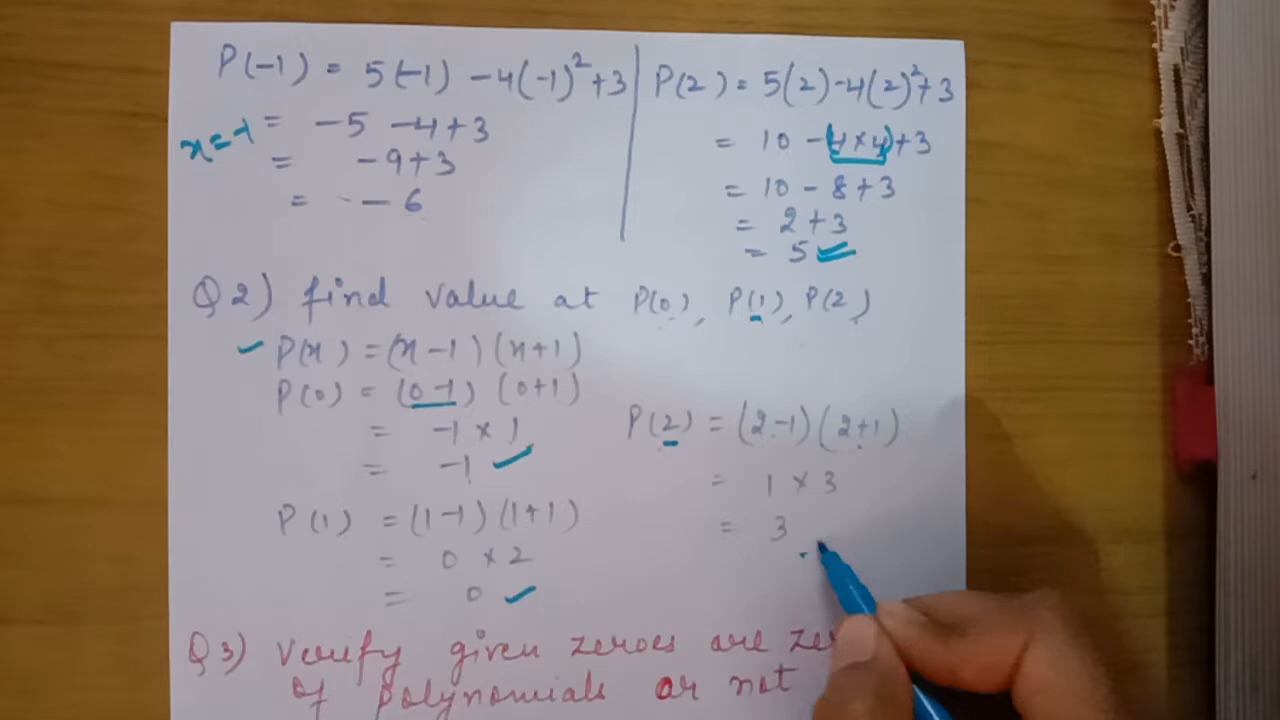 P(-1) = 5(-1) -4(-1)²+3
x=-1
= -5 -4+3
= -9+3
= -6
P(2) = 5(2)-4(2)²+3
= 10 -(4×4)+3
= 10 - 8 +3
= 2+3
= 5
Q2) find value at P(0), P(1), P(2)
P(x) = (x-1) (x+1)
P(0) = (0-1) (0+1)
= -1 × 1
= -1
P(1) = (1-1) (1+1)
= 0 × 2
= 0
P(2) = (2-1)(2+1)
= 1 × 3
= 3
Q3) Verify given zeroes are
of polynomials or not